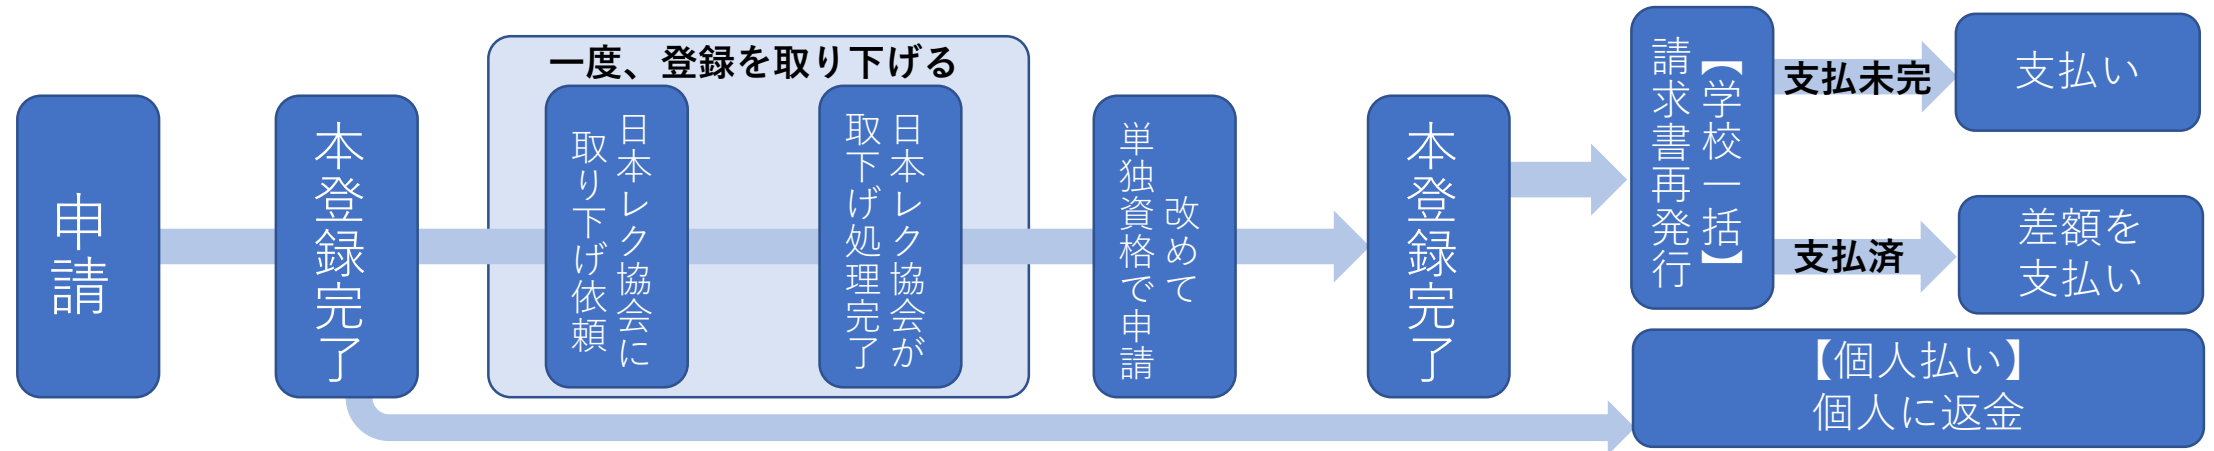 申請
本登録完了
一度、登録を取り下げる
日本レク協会に
取り下げ依頼
日本レク協会が
取下げ処理完了
改めて
単独資格で申請
本登録完了
【学校一括】
請求書再発行
支払未完
支払い
支払済
差額を
支払い
【個人払い】
個人に返金